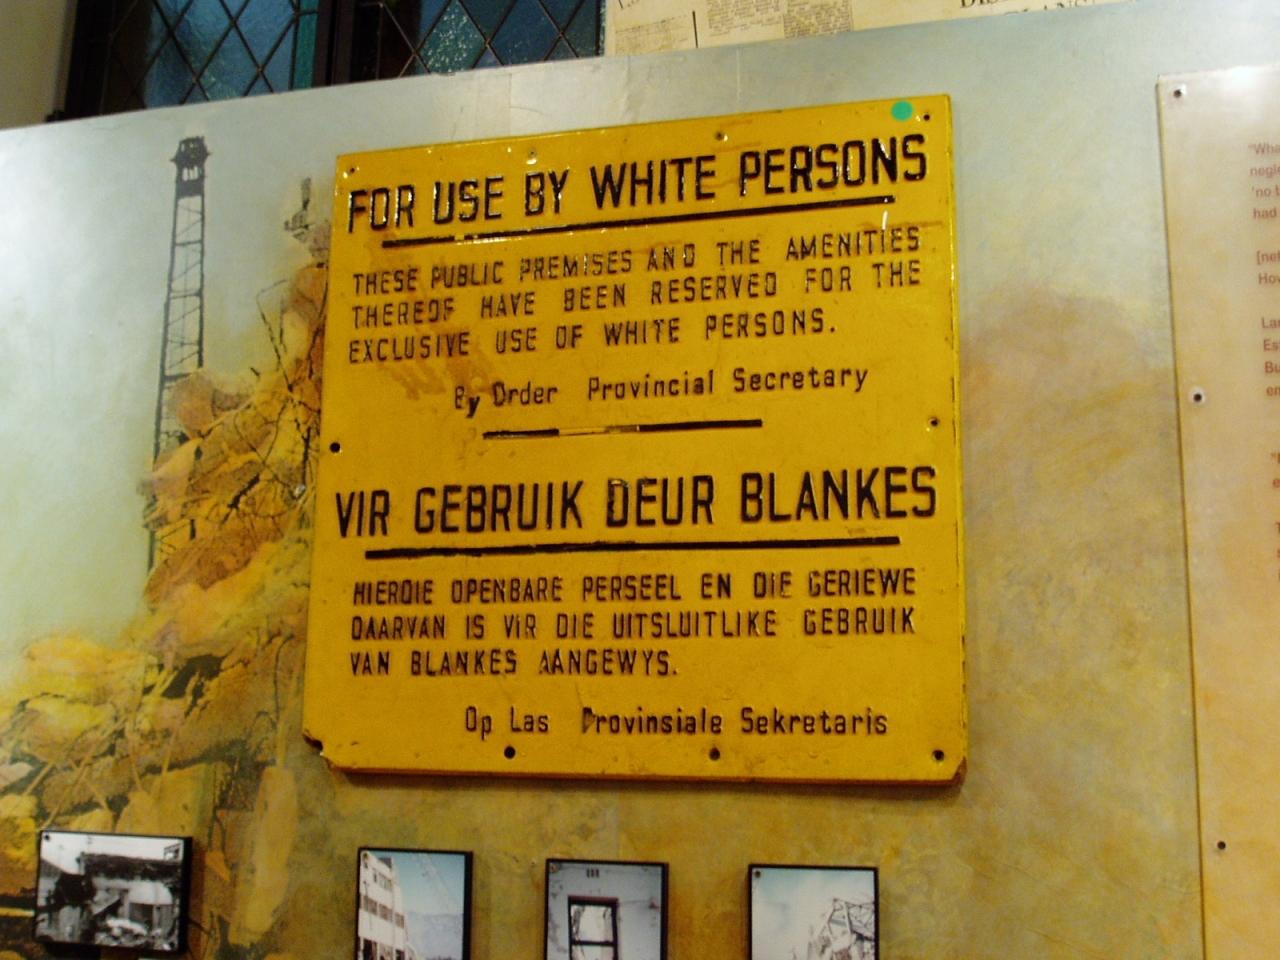 FOR USE BY WHITE PERSONS
THESE PUBLIC PREMISES AND THE AMENITIES
THEREOF HAVE BEEN RESERVED FOR THE
EXCLUSIVE USE OF WHITE PERSONS.
By Order Provincial Secretary
VIR GEBRUIK DEUR BLANKES
HIERDIE OPENBARE PERSEEL EN DIE GERIEWE
DAARVAN IS VIR DIE UITSLUITLIKE GEBRUIK
VAN BLANKES AANGEWYS.
Op Las Provinsiale Sekretaris
had